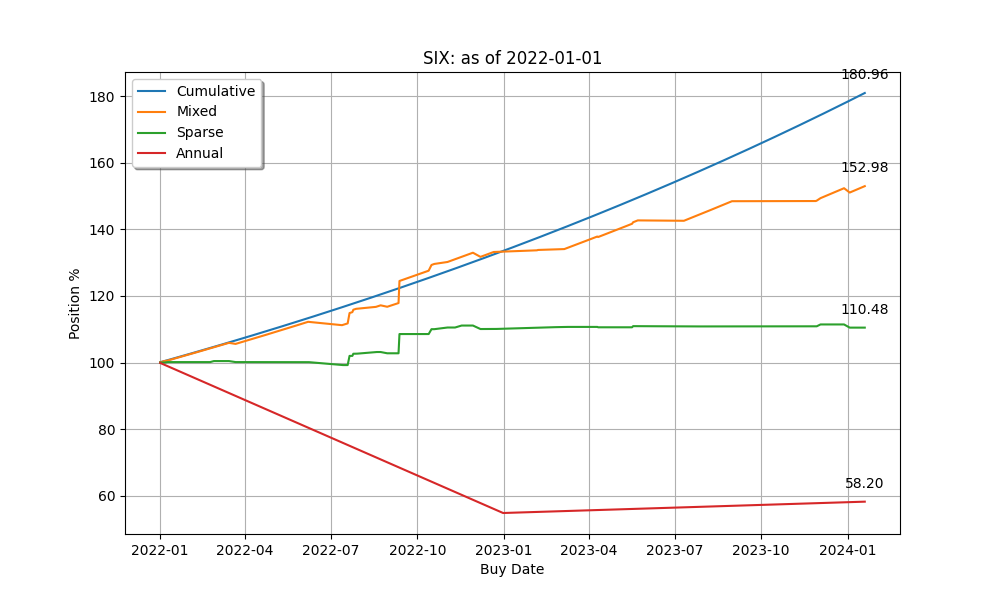 SIX: as of 2022-01-01
180.96
180
Cumulative
Mixed
Sparse
Annual
160
152.98
140
120
110.48
100
80
58.20
60
Position %
2022-01 2022-04 2022-07 2022-10 2023-01 2023-04 2023-07 2023-10 2024-01
Buy Date